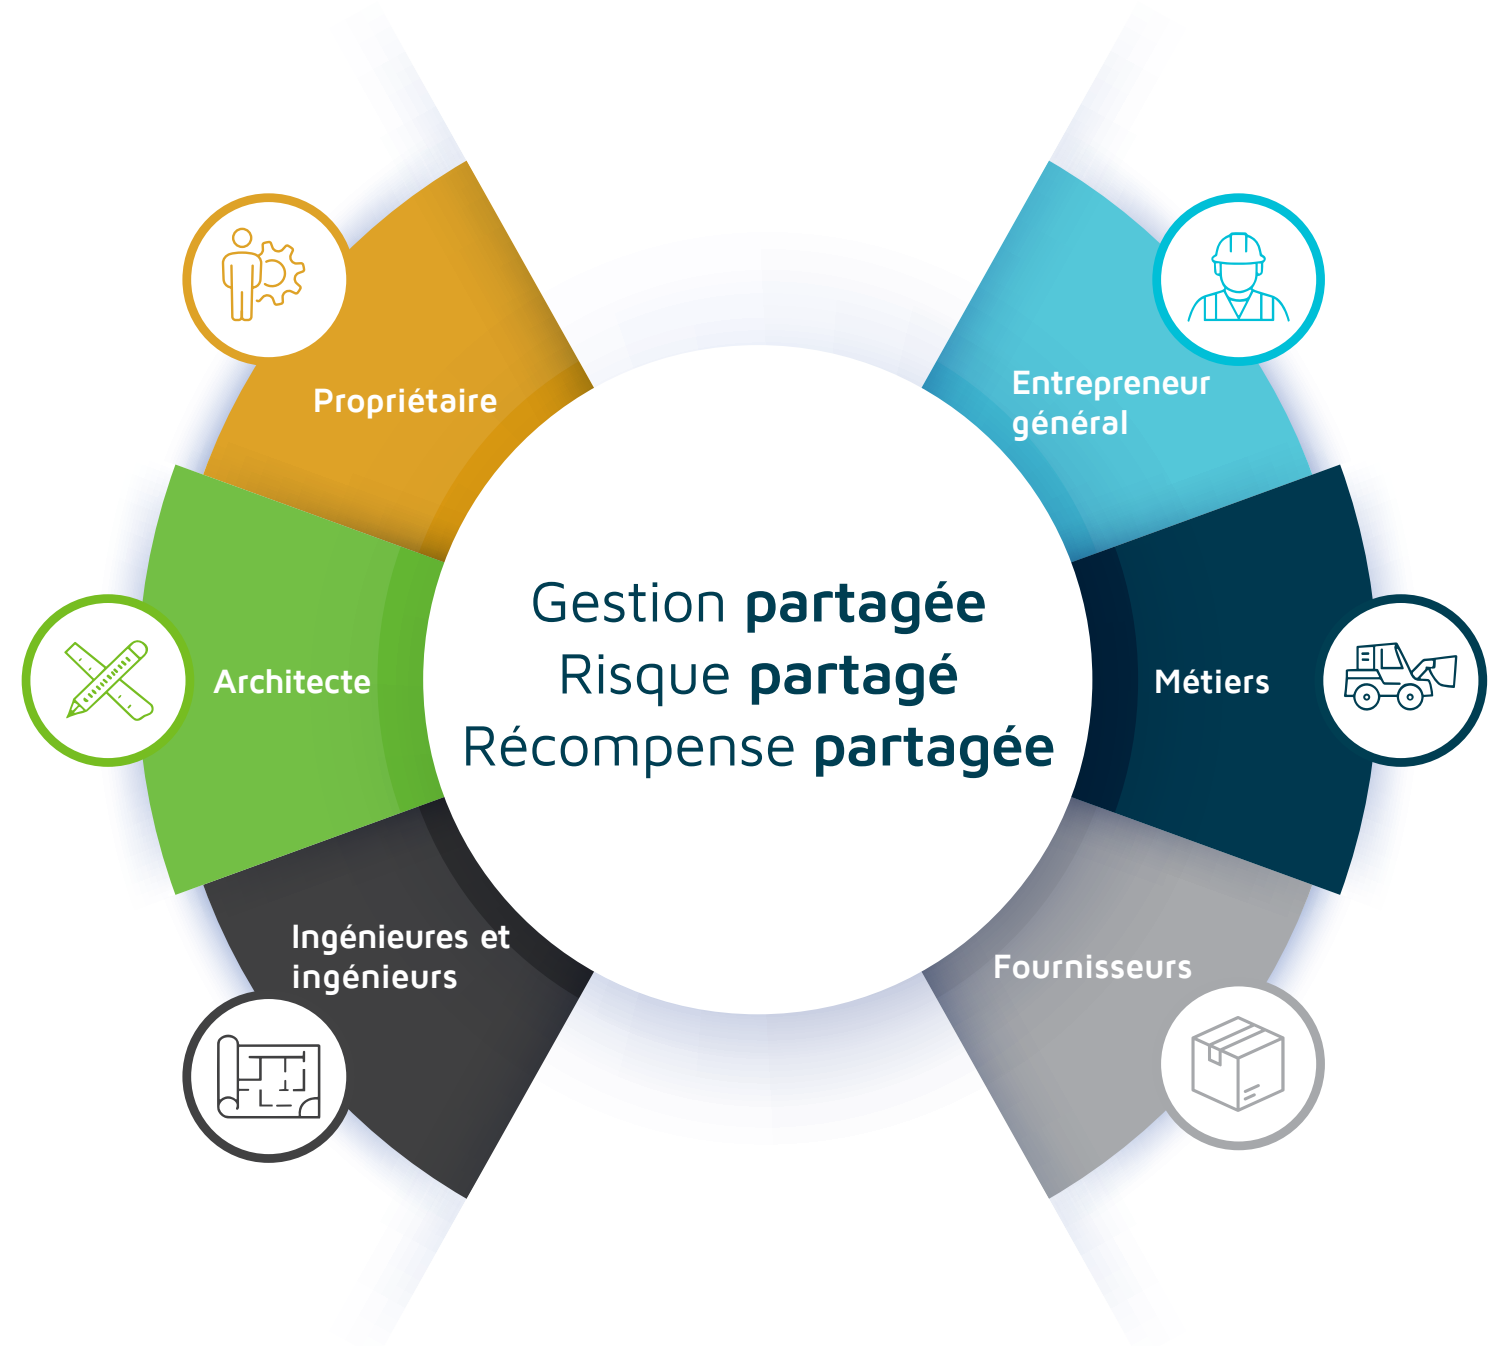 Propriétaire
Architecte
Ingénieures et
ingénieurs
Gestion partagée
Risque partagé
Récompense partagée
Entrepreneur
général
Métiers
Fournisseurs